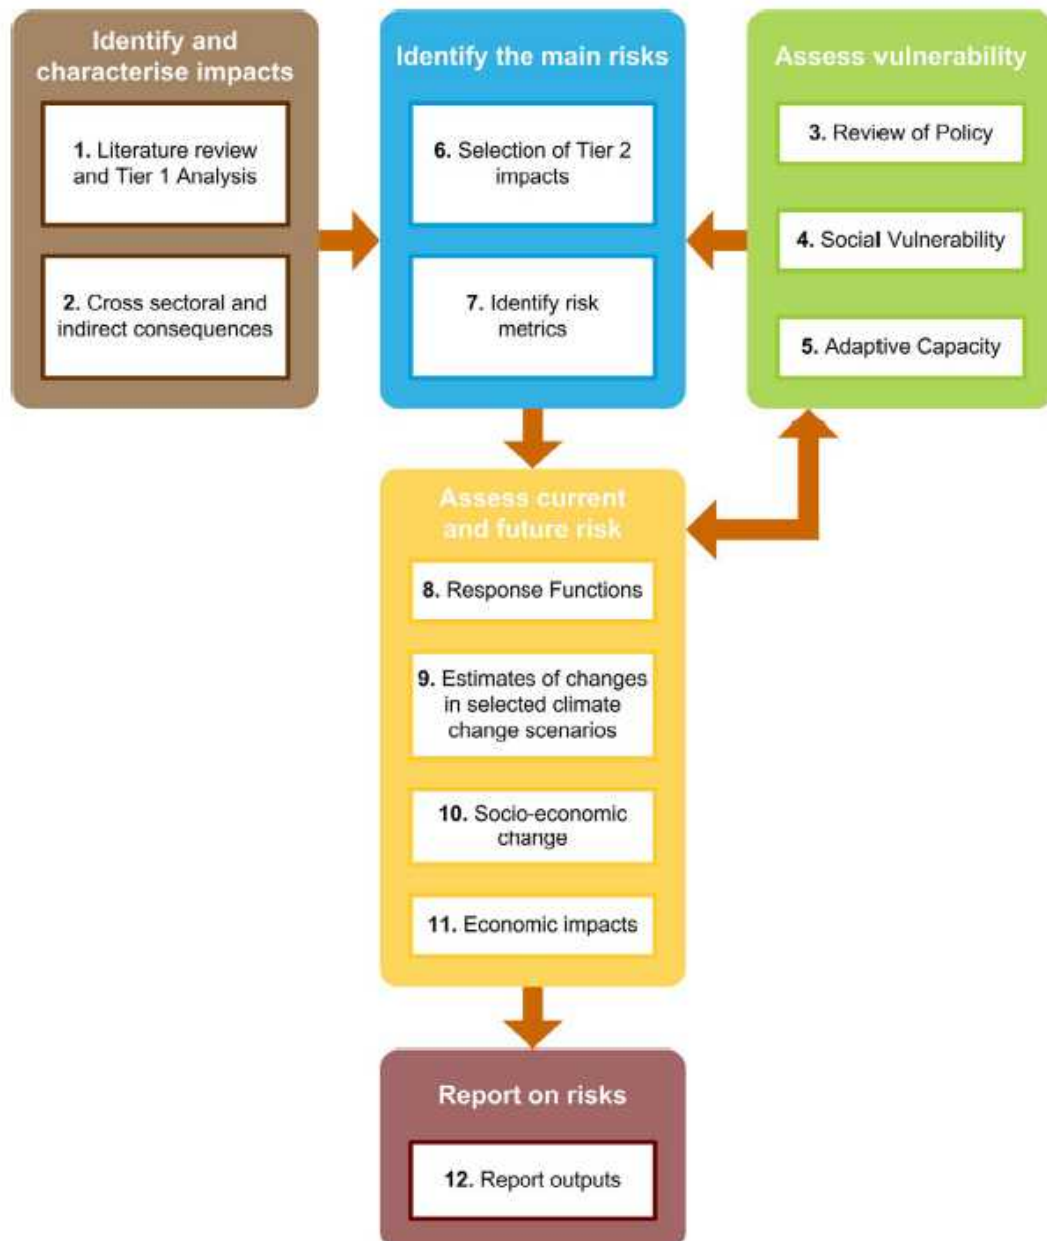 Identify and
characterise impacts
1. Literature review
and Tier 1 Analysis
2. Cross sectoral and
indirect consequences
Identify the main risks
6. Selection of Tier 2
impacts
7. Identify risk
metrics
Assess vulnerability
3. Review of Policy
4. Social Vulnerability
5. Adaptive Capacity
Assess current
and future risk
8. Response Functions
9. Estimates of changes
in selected climate
change scenarios
10. Socio-economic
change
11. Economic impacts
Report on risks
12. Report outputs